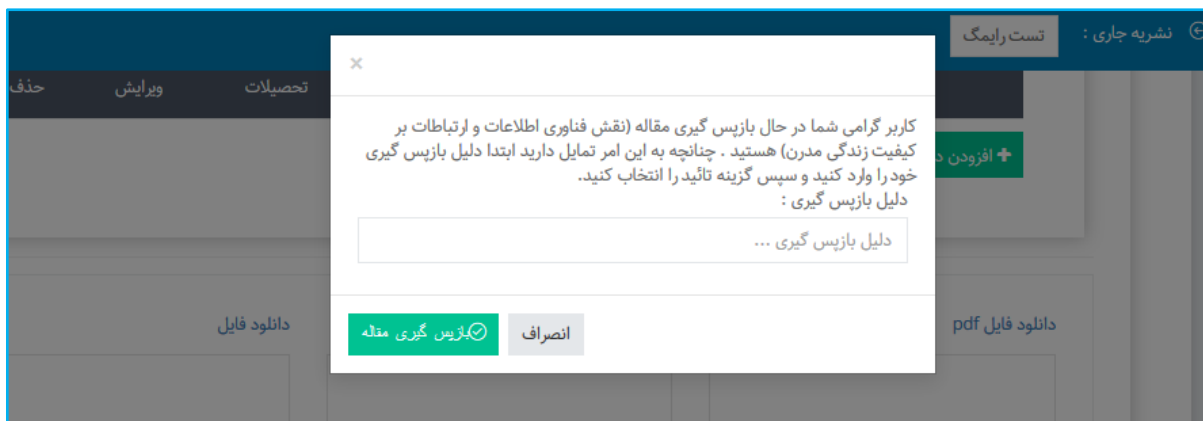 نشریه جاری :
تست رایمگ
×
تحصیلات
ویرایش
حذف
کاربر گرامی شما در حال بازپس گیری مقاله (نقش فناوری اطلاعات و ارتباطات بر
کیفیت زندگی مدرن) هستید . چنانچه به این امر تمایل دارید ابتدا دلیل بازپس گیری
خود را وارد کنید و سپس گزینه تائید را انتخاب کنید.
+ افزودن
دلیل بازپس گیری :
دلیل بازپس گیری ...
دانلود فایل pdf
دانلود فایل
انصراف
بازپس گیری مقاله